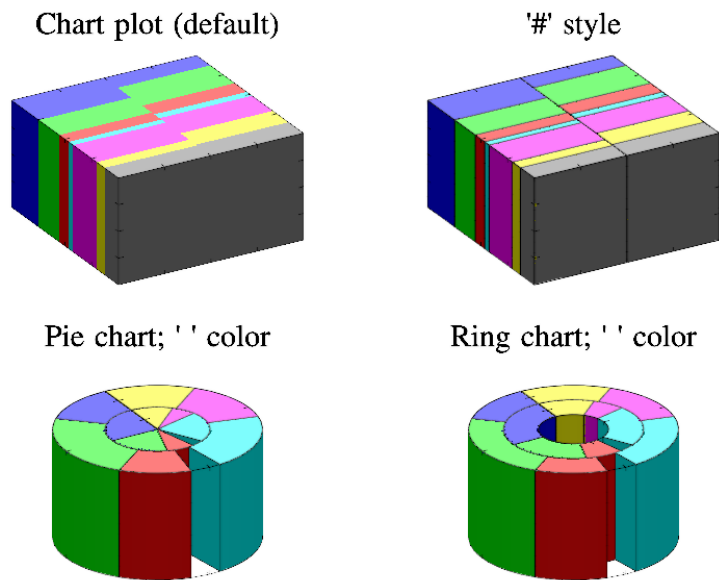 Chart plot (default)
'#' style
Pie chart; ' ' color
Ring chart; ' ' color